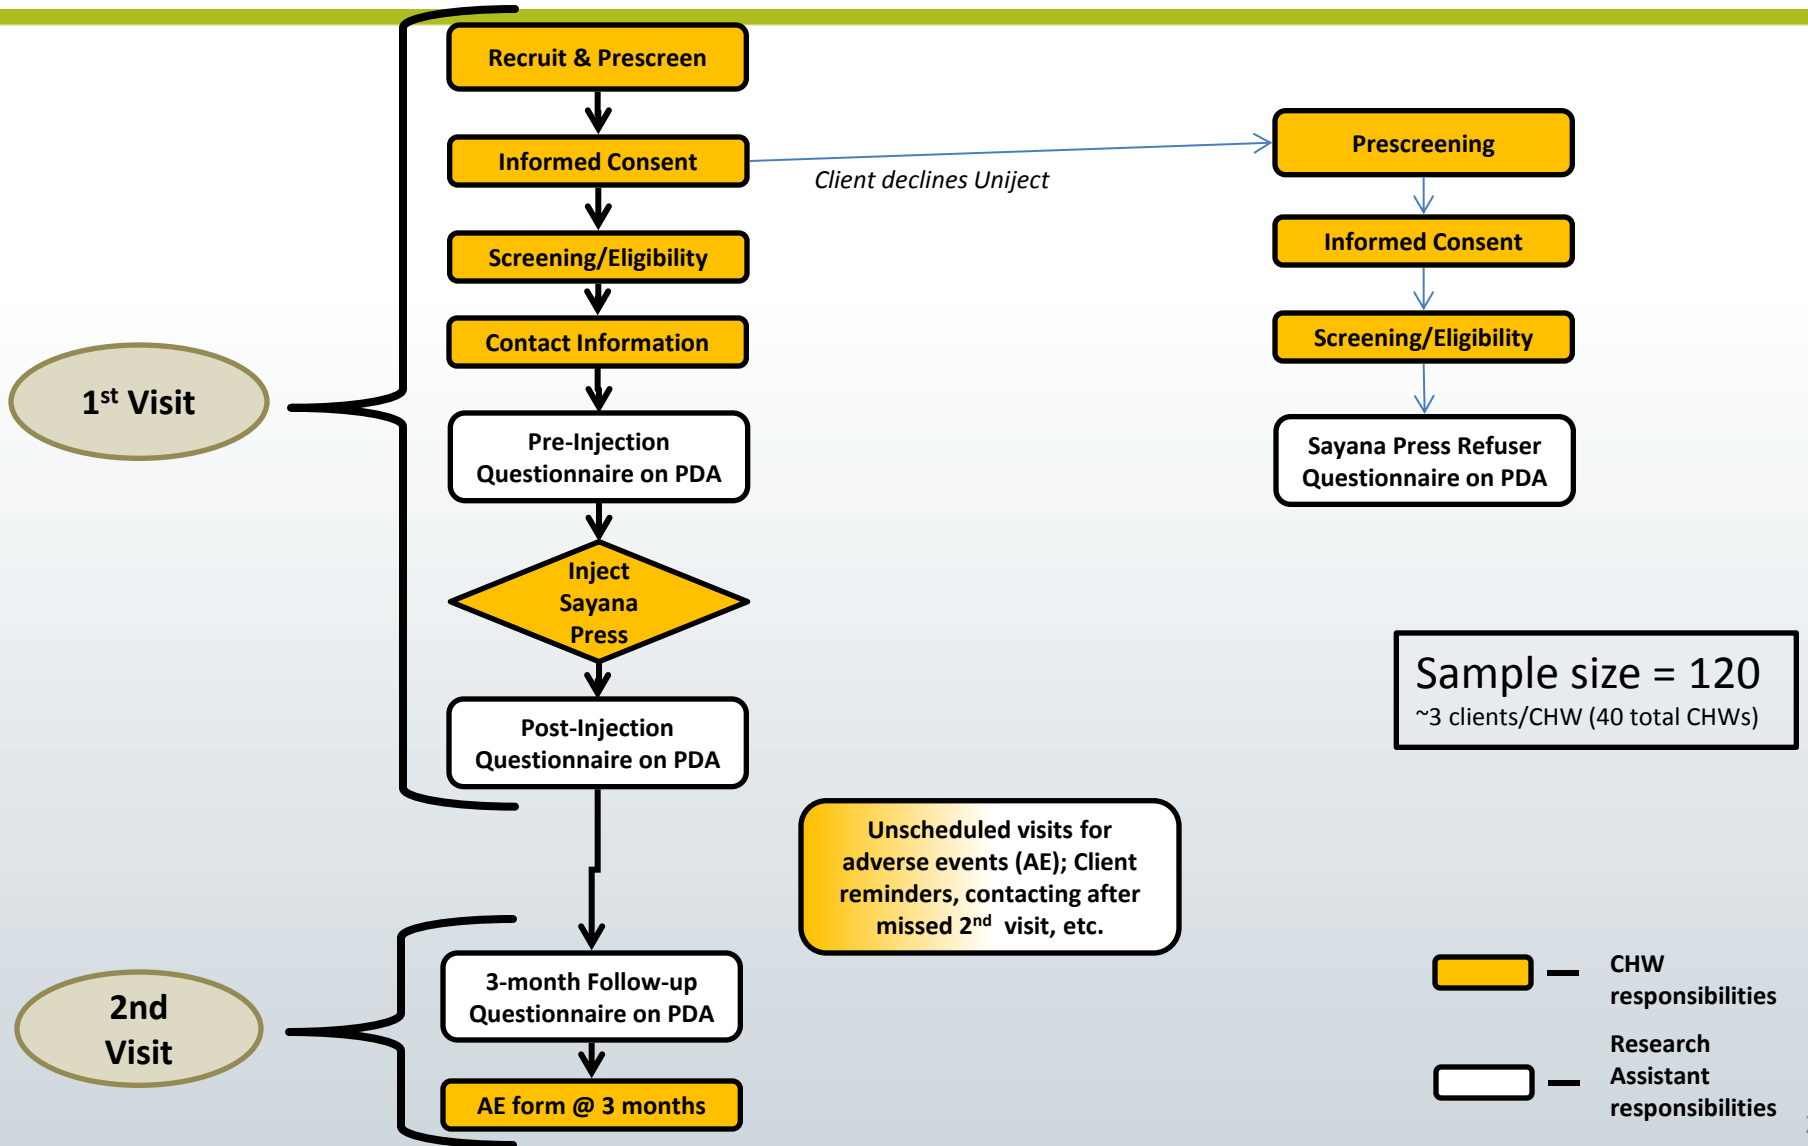 Recruit & Prescreen
Informed Consent
Client declines Uniject
Screening/Eligibility
Contact Information
1st Visit
Pre-Injection
Questionnaire on PDA
Inject
Sayana
Press
Post-Injection
Questionnaire on PDA
Prescreening
Informed Consent
Screening/Eligibility
Sayana Press Refuser
Questionnaire on PDA
Sample size = 120
~3 clients/CHW (40 total CHWs)
Unscheduled visits for
adverse events (AE); Client
reminders, contacting after
missed 2nd visit, etc.
2nd
Visit
3-month Follow-up
Questionnaire on PDA
AE form @ 3 months
CHW
responsibilities
Research
Assistant
responsibilities